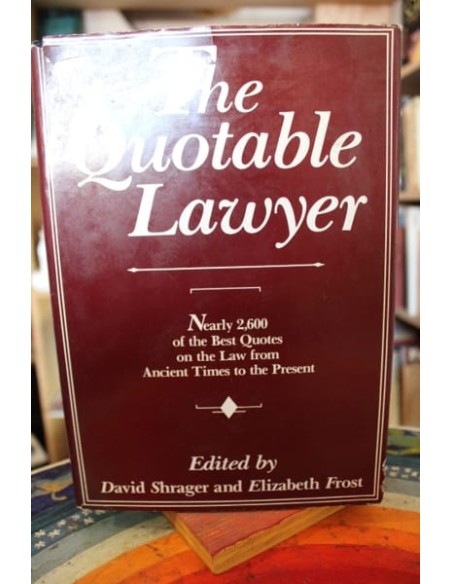 The
Quotable
Lawyer
Nearly 2,600
of the Best Quotes
on the Law from
Ancient Times to the Present
Edited by
David Shrager and Elizabeth Frost